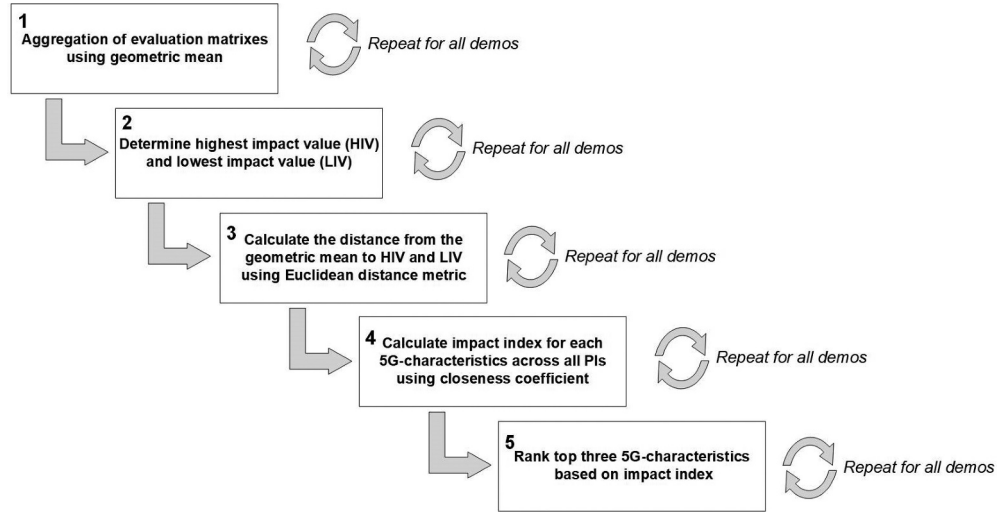 1
Aggregation of evaluation matrixes
using geometric mean
Repeat for all demos
2
Determine highest impact value (HIV)
and lowest impact value (LIV)
Repeat for all demos
3
Calculate the distance from the
geometric mean to HIV and LIV
using Euclidean distance metric
Repeat for all demos
4
Calculate impact index for each
5G-characteristics across all PIs
using closeness coefficient
Repeat for all demos
5
Rank top three 5G-characteristics
based on impact index
Repeat for all demos